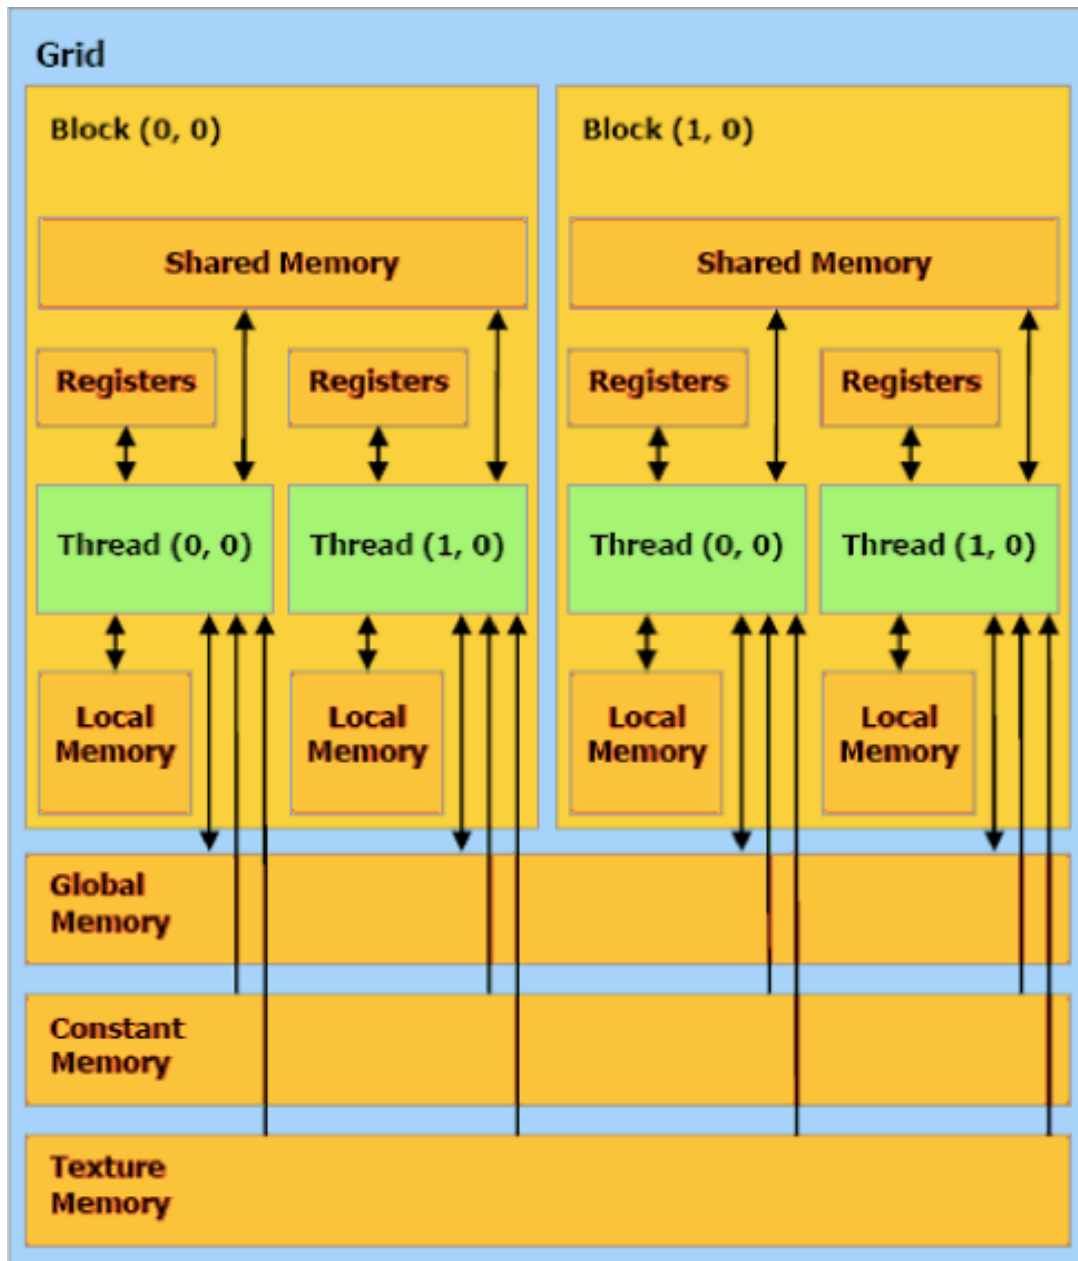 Grid
Block (0, 0)
Block (1, 0)
Shared Memory
Shared Memory
Registers
Registers
Registers
Registers
Thread (0, 0)
Thread (1, 0)
Thread (0, 0)
Thread (1, 0)
Local
Memory
Local
Memory
Local
Memory
Local
Memory
Global
Memory
Constant
Memory
Texture
Memory